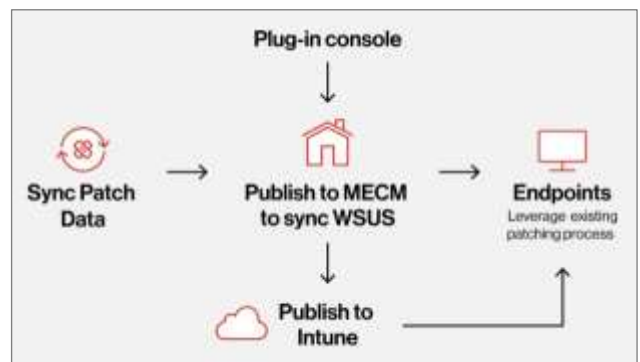 Plug-in console
Sync Patch
Data
Publish to MECM
to sync WSUS
Endpoints
Leverage existing
patching process
Publish to
Intune